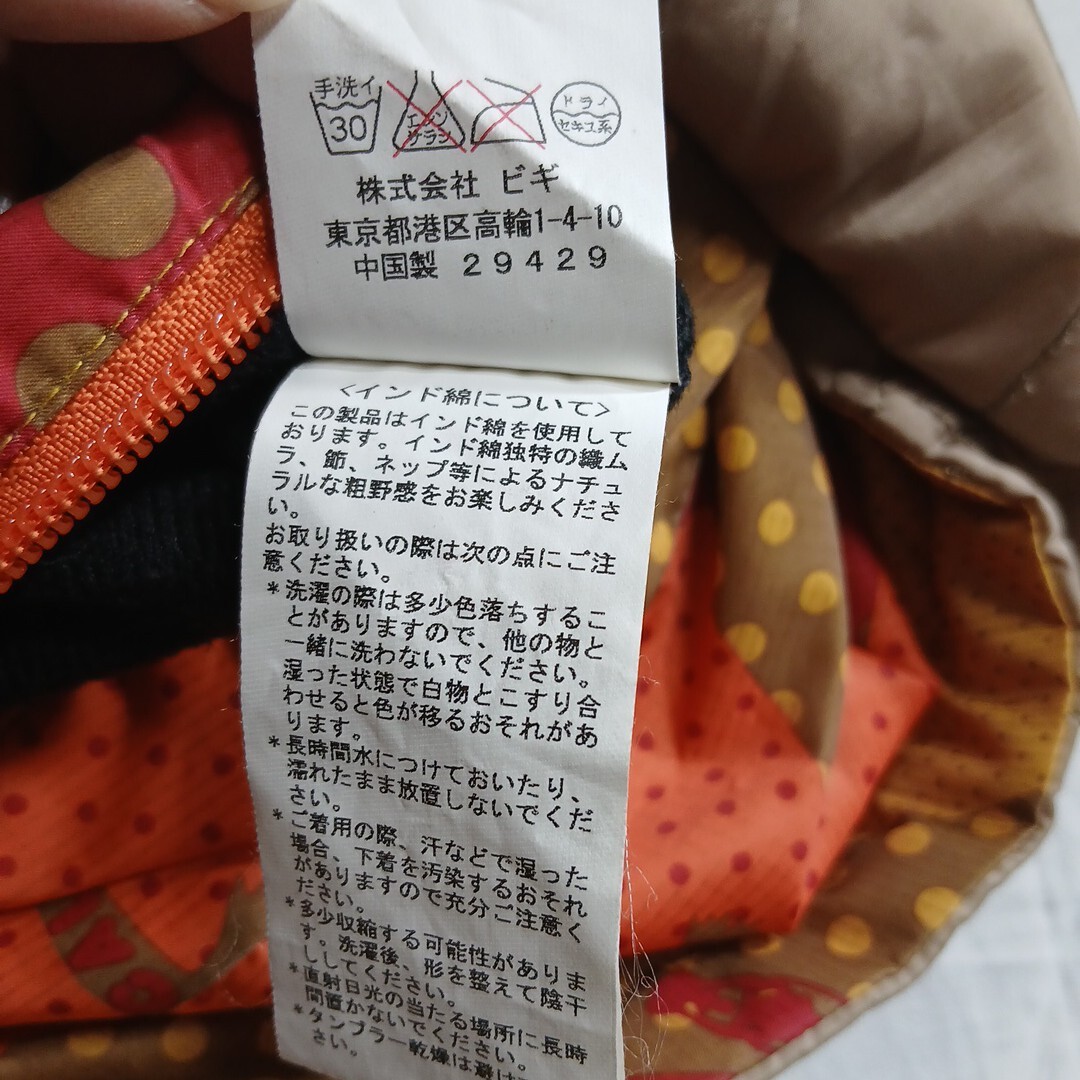 手洗イ
30
エンソ
サラシ
ドライ
セキユ系
株式会社 ビギ
東京都港区高輪1-4-10
中国製 29429
<インド綿について>
この製品はインド綿を使用して
おります。インド綿独特の織ム
ラ、節、ネップ等によるナチュ
ラルな粗野感をお楽しみくださ
い。
お取り扱いの際は次の点にご注
意ください。
*洗濯の際は多少色落ちするこ
とがありますので、他の物と
一緒に洗わないでください。
湿った状態で白物とこすり合
わせると色が移るおそれがあ
ります。
*長時間水につけておいたり、
濡れたまま放置しないでくだ
さい。
*ご着用の際、汗などで湿った
場合、下着を汚染するおそれ
がありますので充分ご注意く
ださい。
*多少収縮する可能性がありま
す。洗濯後、形を整えて陰干
ししてください。
*直射日光の当たる場所に長時
間置かないでください。
*タンブラー乾燥は避け
さい。